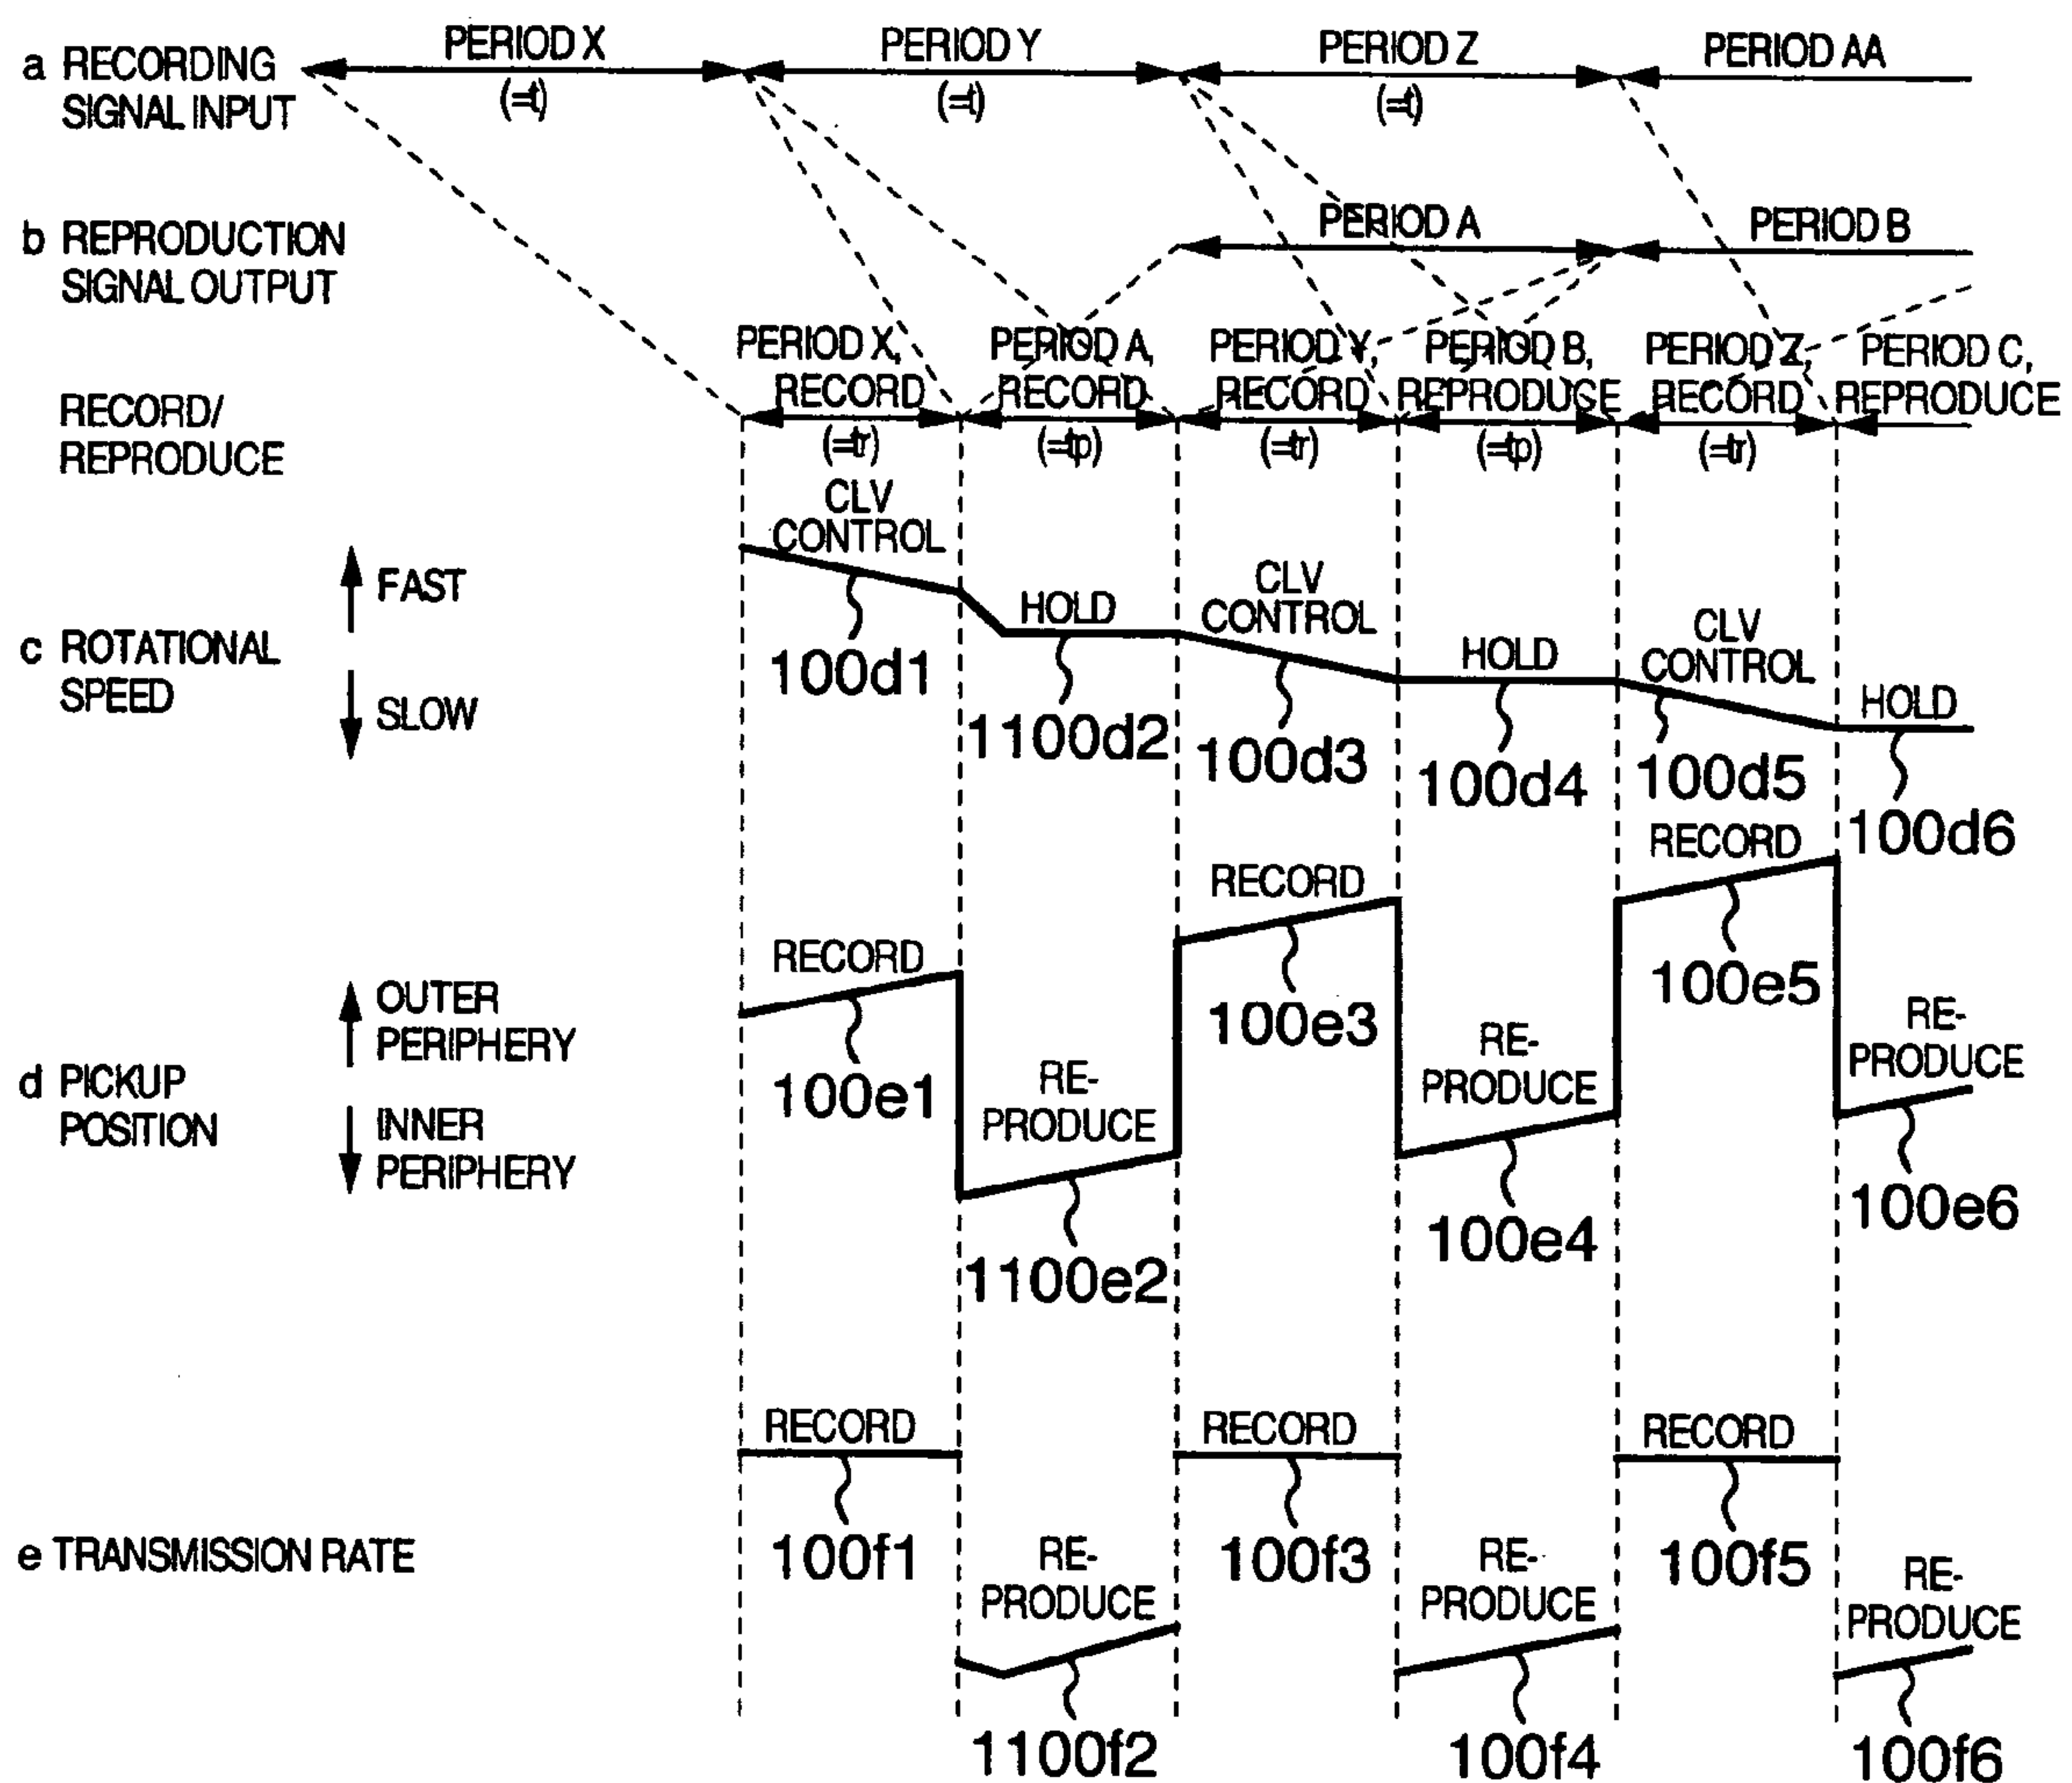 a RECORDING
SIGNAL INPUT
PERIOD X
(=t)
PERIOD Y
(=t)
PERIOD Z
(=t)
PERIOD AA
b REPRODUCTION
SIGNAL OUTPUT
PERIOD A
PERIOD B
RECORD/
REPRODUCE
PERIOD X,
RECORD
(=tr)
PERIOD A,
RECORD
(=tp)
PERIOD Y,
RECORD
(=tr)
PERIOD B,
REPRODUCE
(=tp)
PERIOD Z,
RECORD
(=tr)
PERIOD C,
REPRODUCE
c ROTATIONAL
SPEED
FAST
SLOW
CLV
CONTROL
100d1
HOLD
1100d2
CLV
CONTROL
100d3
HOLD
100d4
CLV
CONTROL
100d5
HOLD
100d6
d PICKUP
POSITION
OUTER
PERIPHERY
INNER
PERIPHERY
RECORD
100e1
RE-
PRODUCE
1100e2
RECORD
100e3
RE-
PRODUCE
100e4
RECORD
100e5
RE-
PRODUCE
100e6
e TRANSMISSION RATE
RECORD
100f1
RE-
PRODUCE
1100f2
RECORD
100f3
RE-
PRODUCE
100f4
RECORD
100f5
RE-
PRODUCE
100f6